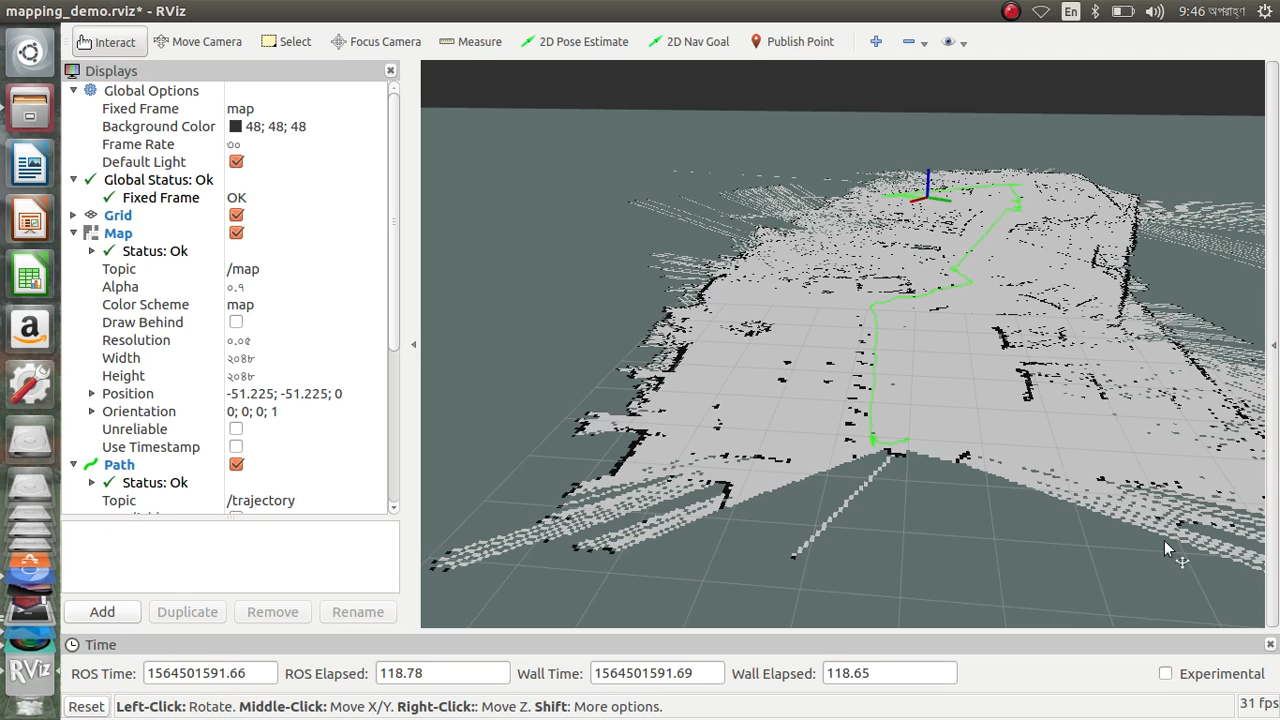 mapping_demo.rviz* - RViz
En
9:46 অপরাহ্ণ
Interact Move Camera Select Focus Camera Measure 2D Pose Estimate 2D Nav Goal Publish Point
Displays
Global Options
Fixed Frame map
Background Color 48; 48; 48
Frame Rate ৩০
Default Light
Global Status: Ok
Fixed Frame OK
Grid
Map
Status: Ok
Topic /map
Alpha ০.৭
Color Scheme map
Draw Behind
Resolution ০.০৫
Width ২০৪৮
Height ২০৪৮
Position -51.225; -51.225; 0
Orientation 0; 0; 0; 1
Unreliable
Use Timestamp
Path
Status: Ok
Topic /trajectory
Add Duplicate Remove Rename
Time
ROS Time: 1564501591.66 ROS Elapsed: 118.78 Wall Time: 1564501591.69 Wall Elapsed: 118.65 Experimental
Reset Left-Click: Rotate. Middle-Click: Move X/Y. Right-Click:: Move Z. Shift: More options. 31 fps
RViz